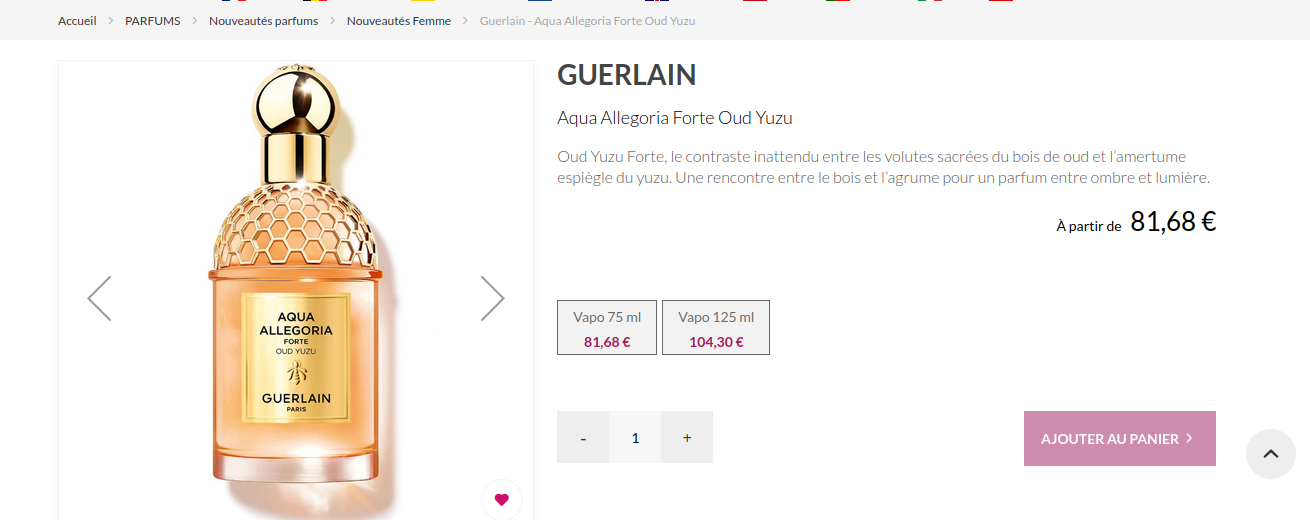 Accueil > PARFUMS > Nouveautés parfums > Nouveautés Femme > Guerlain - Aqua Allegoria Forte Oud Yuzu
GUERLAIN
Aqua Allegoria Forte Oud Yuzu
Oud Yuzu Forte, le contraste inattendu entre les volutes sacrées du bois de oud et l’amertume
espiègle du yuzu. Une rencontre entre le bois et l’agrume pour un parfum entre ombre et lumière.
À partir de 81,68 €
Vapo 75 ml
81,68 €
Vapo 125 ml
104,30 €
- 1 +
AJOUTER AU PANIER >
AQUA
ALLEGORIA
FORTE
OUD YUZU
GUERLAIN
PARIS